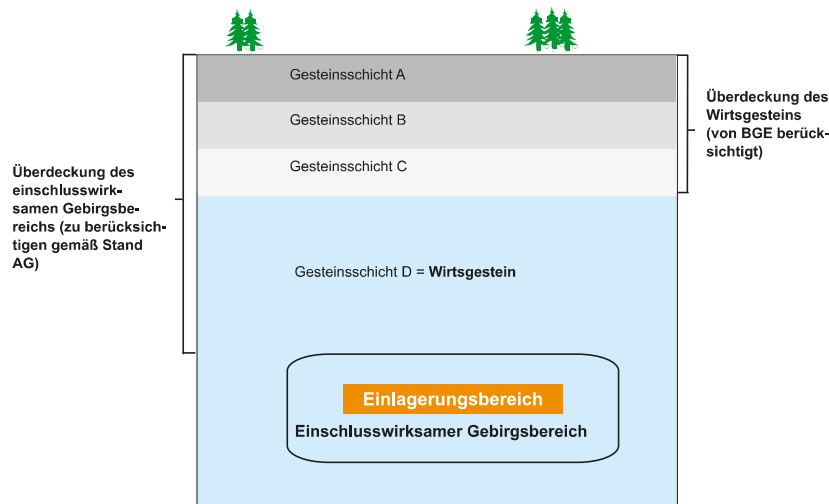 Gesteinsschicht A
Gesteinsschicht B
Gesteinsschicht C
Überdeckung des
einschlusswirk-
samen Gebirgsbe-
reichs (zu berücksich-
tigen gemäß Stand
AG)
Überdeckung des
Wirtsgesteins
(von BGE berück-
sichtigt)
Gesteinsschicht D = Wirtsgestein
Einlagerungsbereich
Einschlusswirksamer Gebirgsbereich